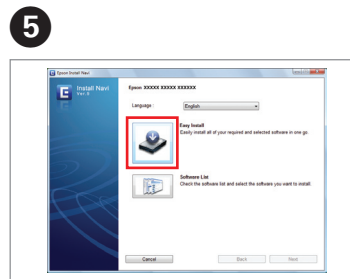 5
Epson Install Navi
Install Navi
Ver.9
Epson XXXXX XXXXX XXXXXX
Language :
English
Easy Install
Easily install all of your required and selected software in one go.
Software List
Check the software list and select the software you want to install.
Cancel
Back
Next